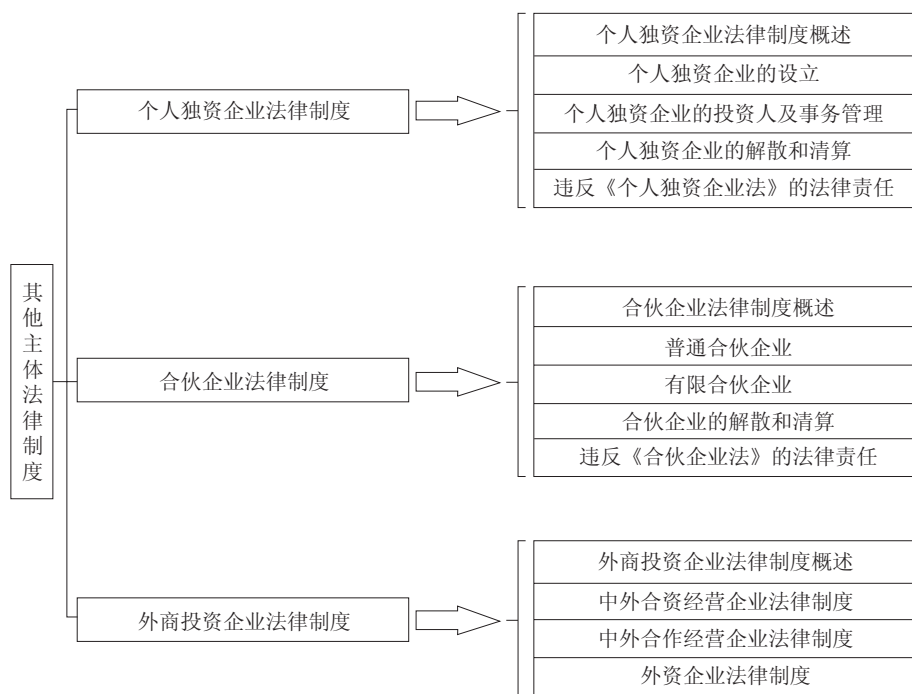 其他主体法律制度
个人独资企业法律制度
个人独资企业法律制度概述
个人独资企业的设立
个人独资企业的投资人及事务管理
个人独资企业的解散和清算
违反《个人独资企业法》的法律责任
合伙企业法律制度
合伙企业法律制度概述
普通合伙企业
有限合伙企业
合伙企业的解散和清算
违反《合伙企业法》的法律责任
外商投资企业法律制度
外商投资企业法律制度概述
中外合资经营企业法律制度
中外合作经营企业法律制度
外资企业法律制度